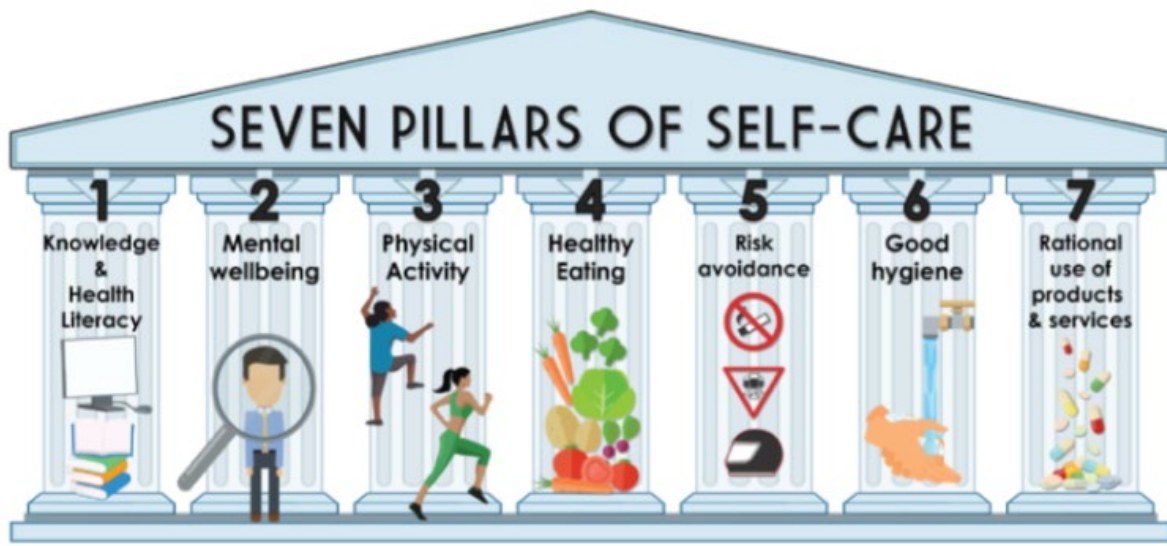 SEVEN PILLARS OF SELF-CARE
1
Knowledge
&
Health
Literacy
2
Mental
wellbeing
3
Physical
Activity
4
Healthy
Eating
5
Risk
avoidance
6
Good
hygiene
7
Rational
use of
products
& services